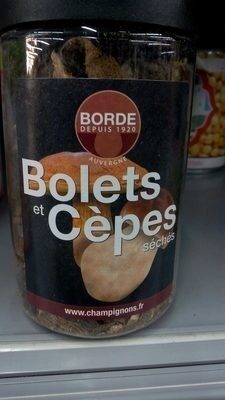 BORDE
DEPUIS 1920
AUVERGNE
Bolets
et
Cèpes
séchés
www.champignons.fr